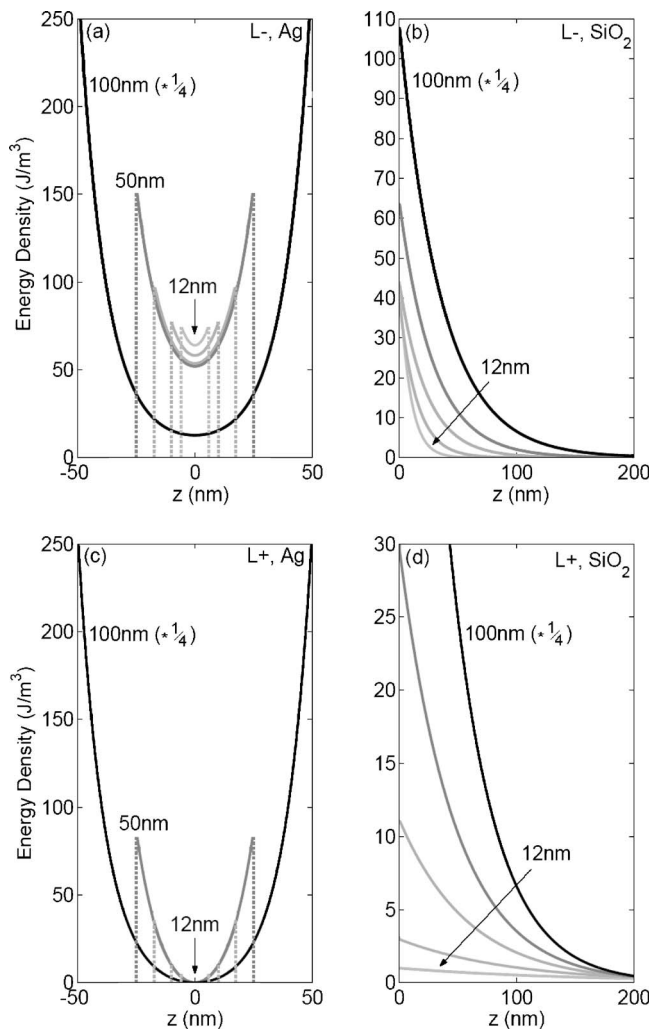 (a)
L-, Ag
250
200
150
100
50
0
100nm (* 1/4)
50nm
12nm
-50
0
50
z (nm)
Energy Density (J/m³)
(b)
L-, SiO₂
110
100
90
80
70
60
50
40
30
20
10
0
100nm (* 1/4)
12nm
0
100
200
z (nm)
(c)
L+, Ag
250
200
150
100
50
0
100nm (* 1/4)
50nm
12nm
-50
0
50
z (nm)
Energy Density (J/m³)
(d)
L+, SiO₂
30
25
20
15
10
5
0
100nm (* 1/4)
12nm
0
100
200
z (nm)